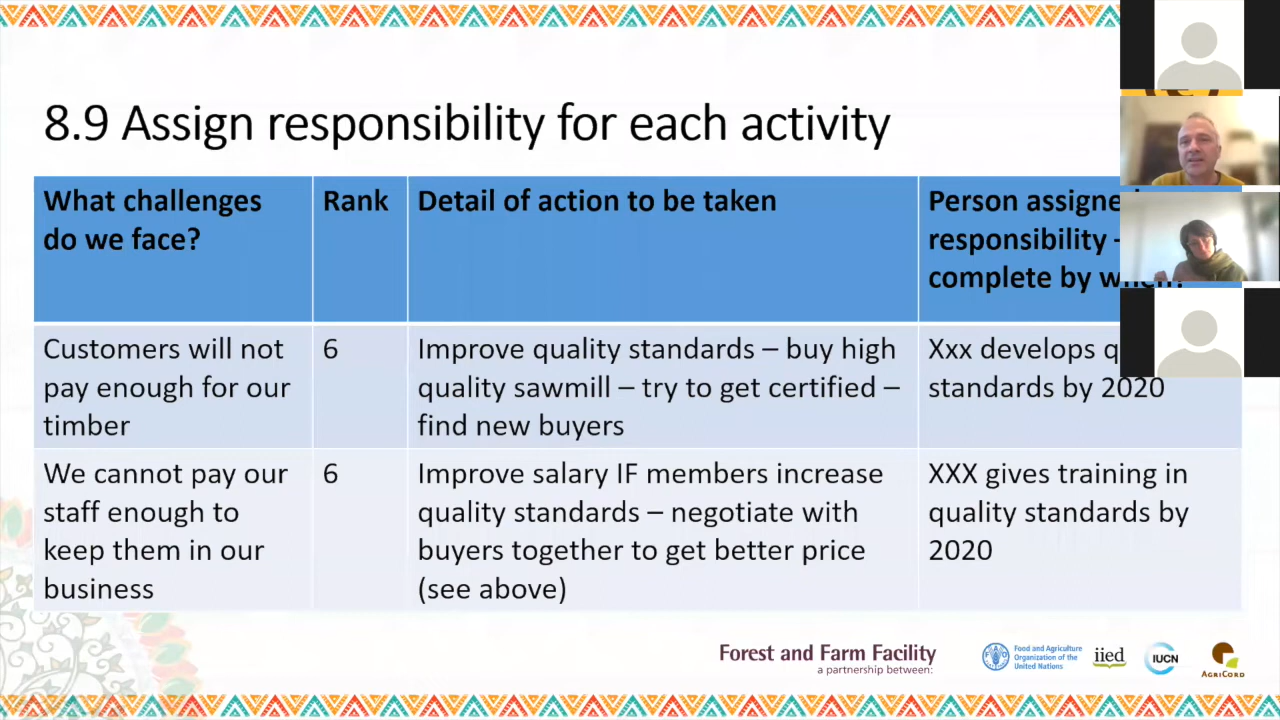 8.9 Assign responsibility for each activity
What challenges
do we face?
Rank
Detail of action to be taken
Person
responsibility
complete by
Customers will not
pay enough for our
timber
6
Improve quality standards – buy high
quality sawmill – try to get certified –
find new buyers
Xxx develops
standards by 2020
We cannot pay our
staff enough to
keep them in our
business
6
Improve salary IF members increase
quality standards – negotiate with
buyers together to get better price
(see above)
XXX gives training in
quality standards by
2020
Forest and Farm Facility
a partnership between:
Food and Agriculture
Organization of the
United Nations
iied
IUCN
AGRICORD